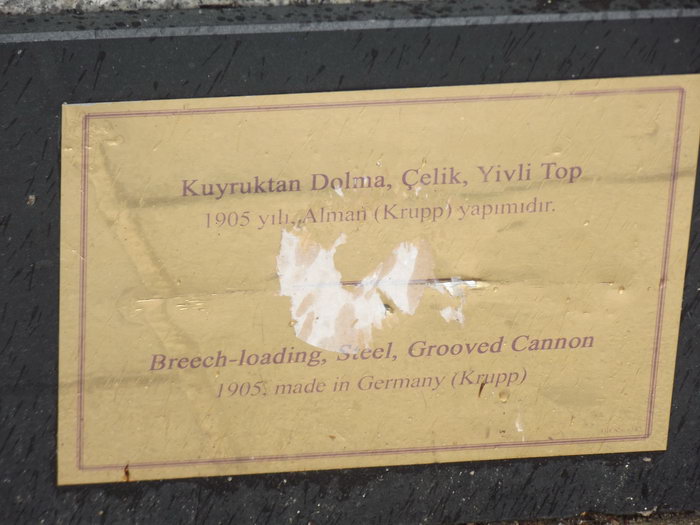 Kuyruktan Dolma, Çelik, Yivli Top
1905 yılı, Alman (Krupp) yapımıdır.
Breech-loading, Steel, Grooved Cannon
1905, made in Germany (Krupp)